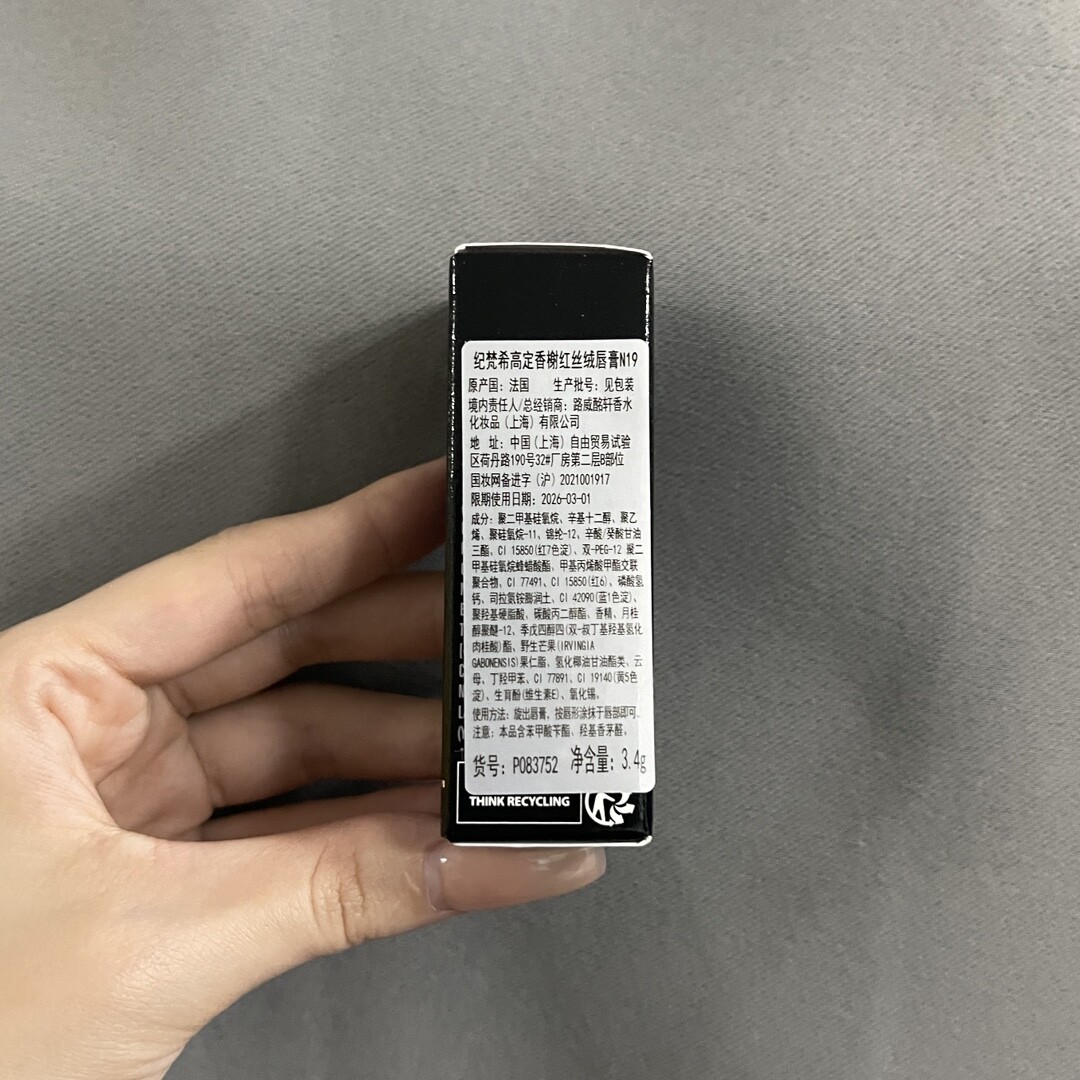 纪梵希高定香榭红丝绒唇膏N19
原产国：法国 生产批号：见包装
境内责任人/总经销商：路威酩轩香水
化妆品（上海）有限公司
地 址：中国（上海）自由贸易试验
区荷丹路190号32#厂房第二层B部位
国妆网备进字（沪）2021001917
限期使用日期：2026-03-01
成分：聚二甲基硅氧烷、辛基十二醇、聚乙
烯、聚硅氧烷-11、锦纶-12、辛酸/癸酸甘油
三酯、CI 15850(红7色淀)、双-PEG-12 聚二
甲基硅氧烷蜂蜡酸酯、甲基丙烯酸甲酯交联
聚合物、CI 77491、CI 15850(红6)、磷酸氢
钙、司拉氯铵膨润土、CI 42090(蓝1色淀)、
聚羟基硬脂酸、碳酸丙二醇酯、香精、月桂
醇聚醚-12、季戊四醇四(双-叔丁基羟基氢化
肉桂酸)酯、野生芒果(IRVINGIA
GABONENSIS)果仁脂、氢化椰油甘油酯类、云
母、丁羟甲苯、CI 77891、CI 19140(黄5色
淀)、生育酚(维生素E)、氧化锡。
使用方法：旋出唇膏，按唇形涂抹于唇部即可。
注意：本品含苯甲酸苄酯、羟基香茅醛。
货号：P083752 净含量：3.4g
THINK RECYCLING